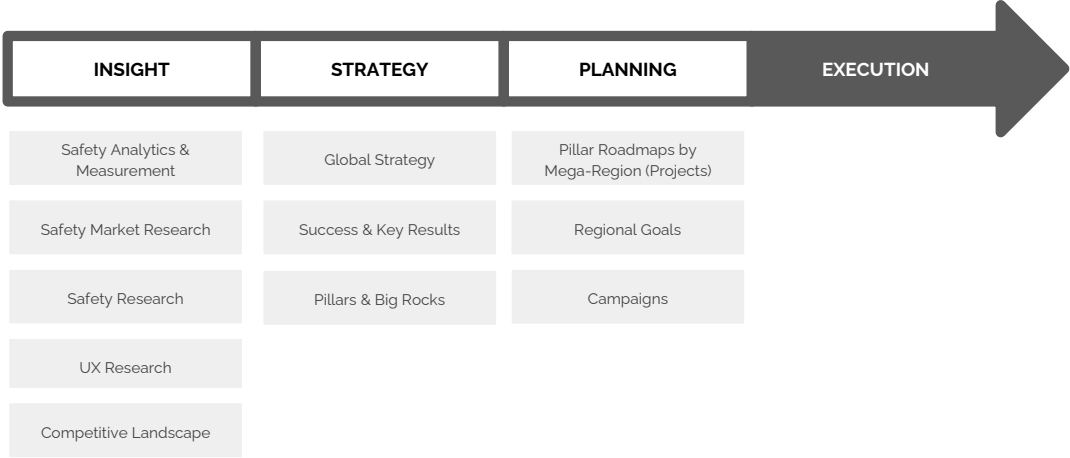 INSIGHT
STRATEGY
PLANNING
EXECUTION
Safety Analytics &
Measurement
Safety Market Research
Safety Research
UX Research
Competitive Landscape
Global Strategy
Success & Key Results
Pillars & Big Rocks
Pillar Roadmaps by
Mega-Region (Projects)
Regional Goals
Campaigns